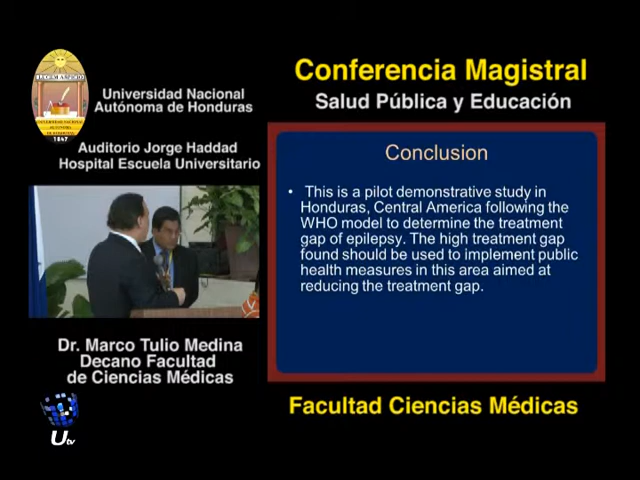 LUCEM ASPICIO
1847
Universidad Nacional
Autónoma de Honduras
Auditorio Jorge Haddad
Hospital Escuela Universitario
Dr. Marco Tulio Medina
Decano Facultad
de Ciencias Médicas
Utv
Conferencia Magistral
Salud Pública y Educación
Conclusion
• This is a pilot demonstrative study in
Honduras, Central America following the
WHO model to determine the treatment
gap of epilepsy. The high treatment gap
found should be used to implement public
health measures in this area aimed at
reducing the treatment gap.
Facultad Ciencias Médicas